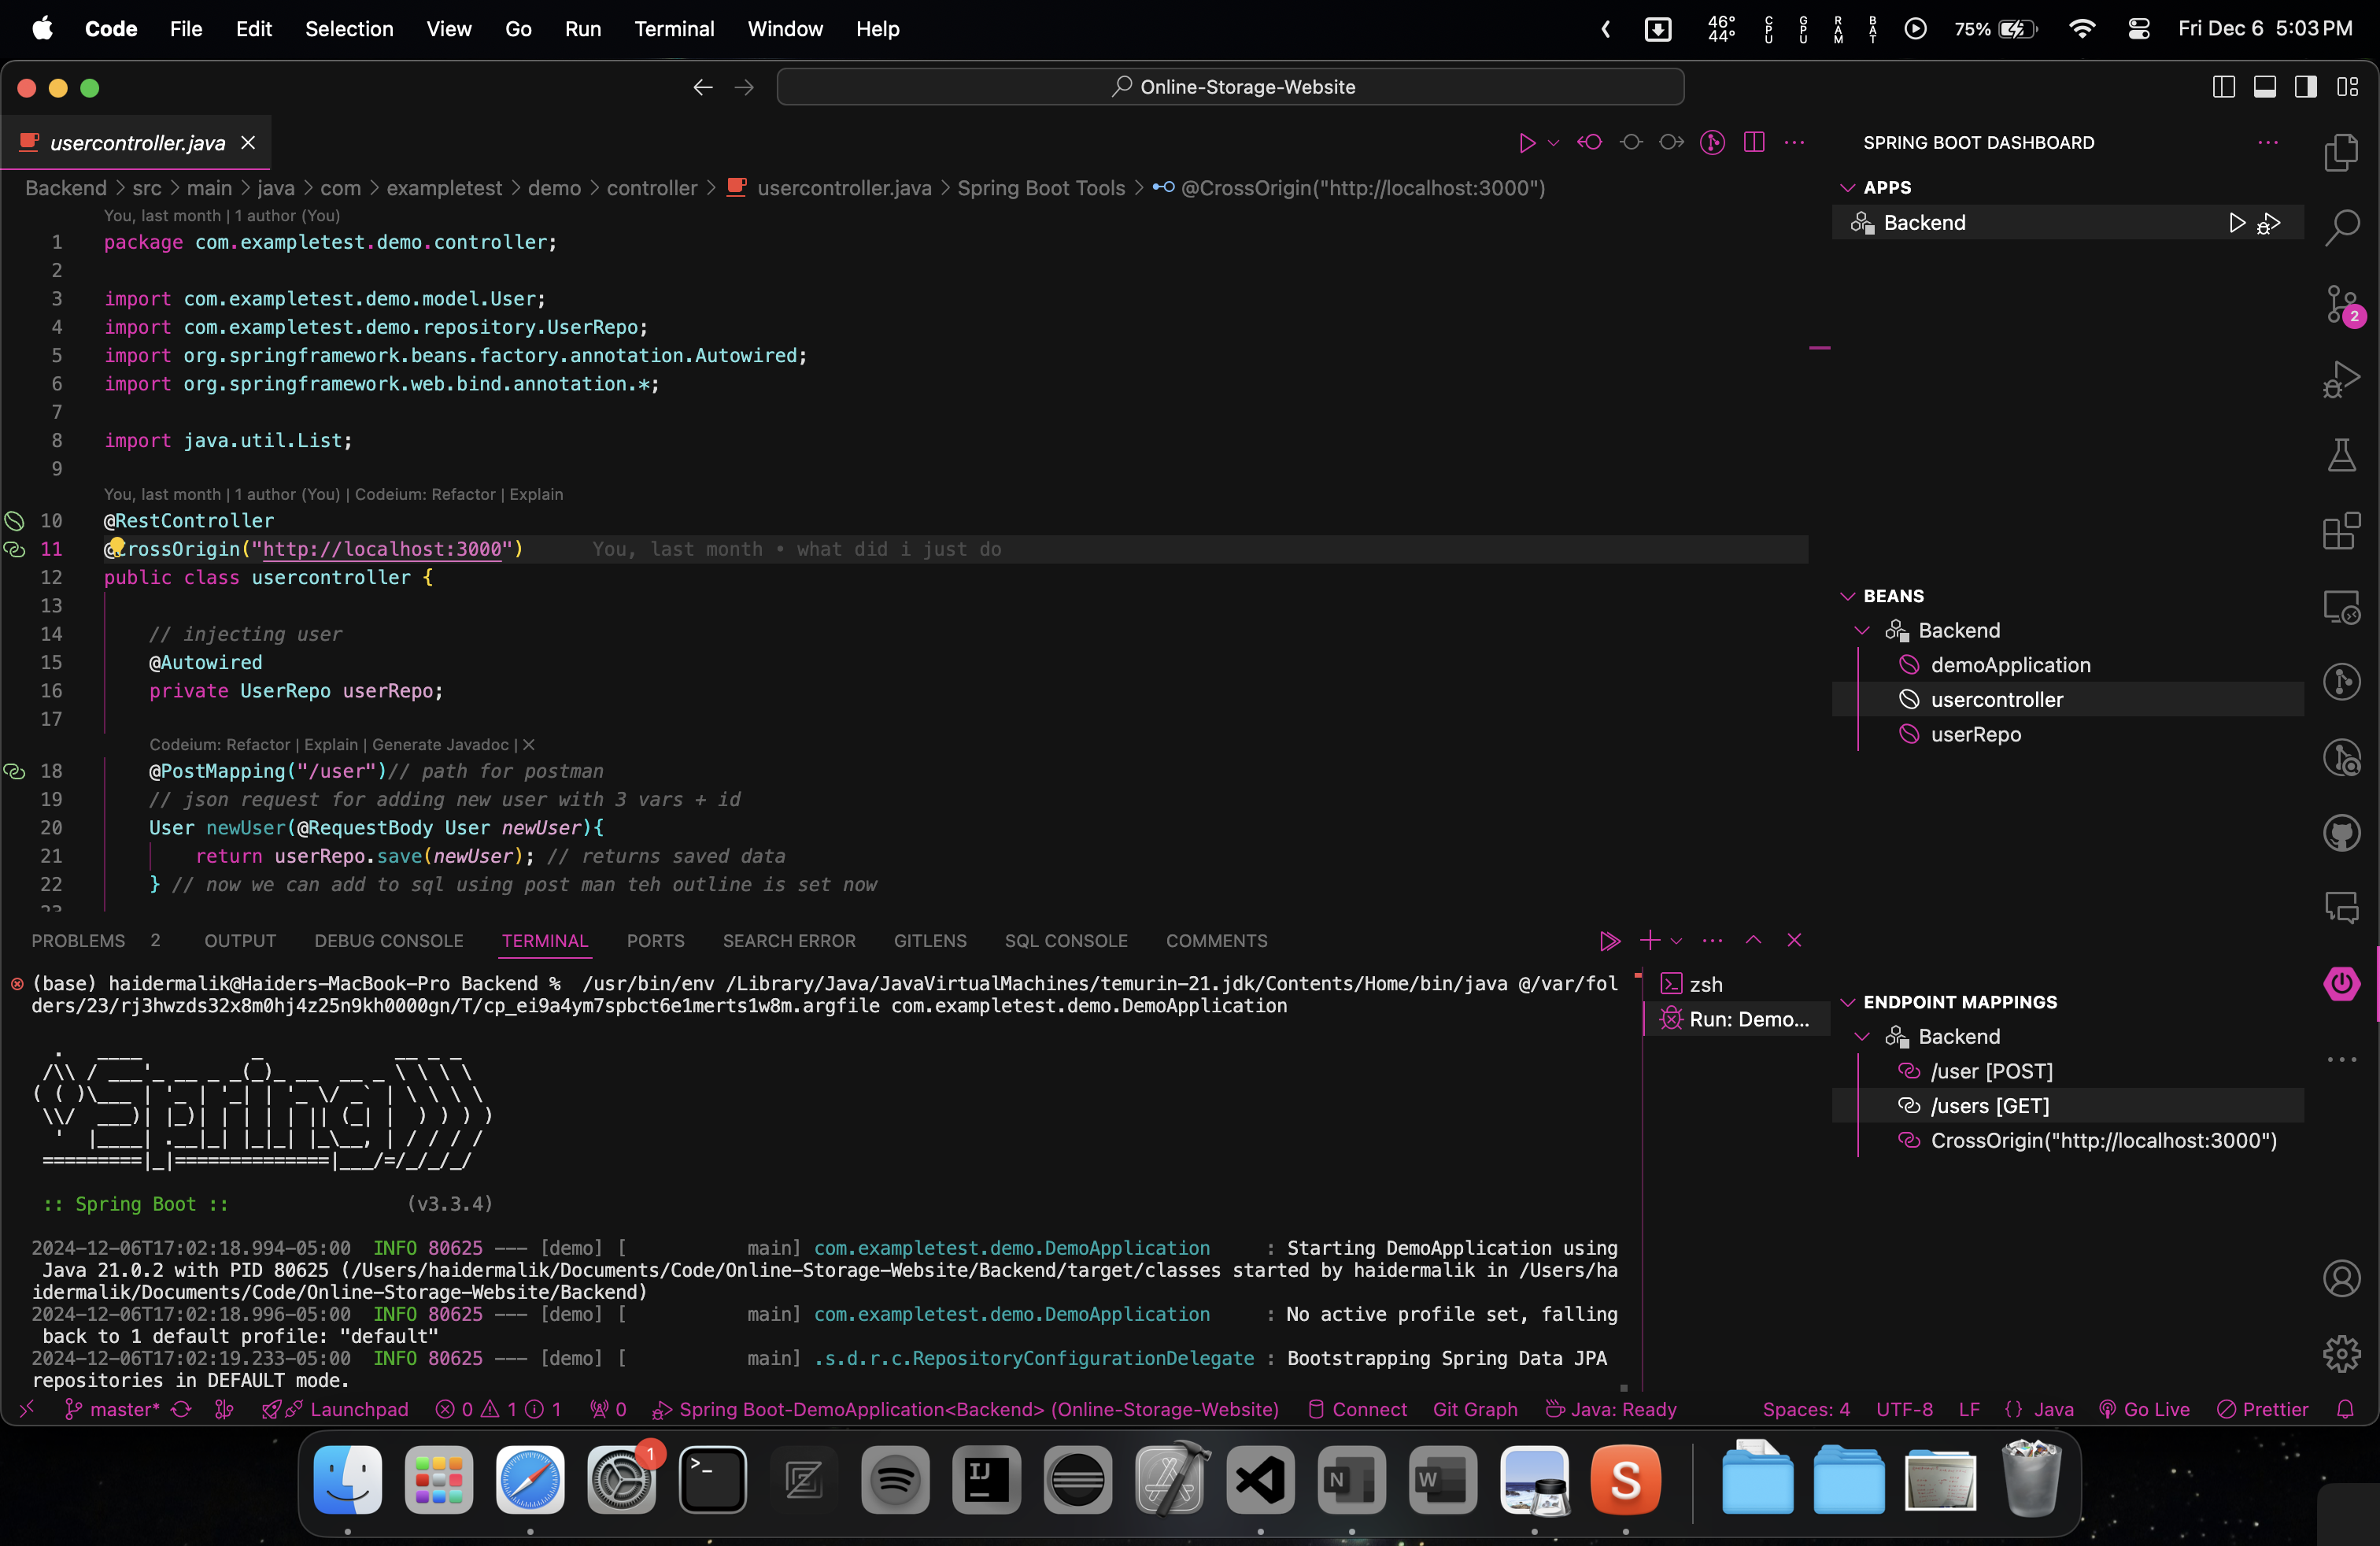 Code File Edit Selection View Go Run Terminal Window Help
46° 44° CPU GPU RAM BAT 75% Fri Dec 6 5:03 PM
Online-Storage-Website
usercontroller.java
Backend > src > main > java > com > exampletest > demo > controller > usercontroller.java > Spring Boot Tools > @CrossOrigin("http://localhost:3000")
You, last month | 1 author (You)
1 package com.exampletest.demo.controller;
2
3 import com.exampletest.demo.model.User;
4 import com.exampletest.demo.repository.UserRepo;
5 import org.springframework.beans.factory.annotation.Autowired;
6 import org.springframework.web.bind.annotation.*;
7
8 import java.util.List;
9
You, last month | 1 author (You) | Codeium: Refactor | Explain
10 @RestController
11 @CrossOrigin("http://localhost:3000") You, last month • what did i just do
12 public class usercontroller {
13
14 // injecting user
15 @Autowired
16 private UserRepo userRepo;
17
Codeium: Refactor | Explain | Generate Javadoc | X
18 @PostMapping("/user")// path for postman
19 // json request for adding new user with 3 vars + id
20 User newUser(@RequestBody User newUser){
21 return userRepo.save(newUser); // returns saved data
22 } // now we can add to sql using post man teh outline is set now
23
PROBLEMS 2 OUTPUT DEBUG CONSOLE TERMINAL PORTS SEARCH ERROR GITLENS SQL CONSOLE COMMENTS
(base) haidermalik@Haiders-MacBook-Pro Backend % /usr/bin/env /Library/Java/JavaVirtualMachines/temurin-21.jdk/Contents/Home/bin/java @/var/fol
ders/23/rj3hwzds32x8m0hj4z25n9kh0000gn/T/cp_ei9a4ym7spbct6e1merts1w8m.argfile com.exampletest.demo.DemoApplication
Spring
:: Spring Boot :: (v3.3.4)
2024-12-06T17:02:18.994-05:00 INFO 80625 --- [demo] [ main] com.exampletest.demo.DemoApplication : Starting DemoApplication using
Java 21.0.2 with PID 80625 (/Users/haidermalik/Documents/Code/Online-Storage-Website/Backend/target/classes started by haidermalik in /Users/ha
idermalik/Documents/Code/Online-Storage-Website/Backend)
2024-12-06T17:02:18.996-05:00 INFO 80625 --- [demo] [ main] com.exampletest.demo.DemoApplication : No active profile set, falling
back to 1 default profile: "default"
2024-12-06T17:02:19.233-05:00 INFO 80625 --- [demo] [ main] .s.d.r.c.RepositoryConfigurationDelegate : Bootstrapping Spring Data JPA
repositories in DEFAULT mode.
zsh
Run: Demo...
SPRING BOOT DASHBOARD
APPS
Backend
BEANS
Backend
demoApplication
usercontroller
userRepo
ENDPOINT MAPPINGS
Backend
/user [POST]
/users [GET]
CrossOrigin("http://localhost:3000")
2
master* Launchpad 0 1 1 0 Spring Boot-DemoApplication<Backend> (Online-Storage-Website) Connect Git Graph Java: Ready Spaces: 4 UTF-8 LF {} Java Go Live Prettier
1
>_
IJ
N
W
S